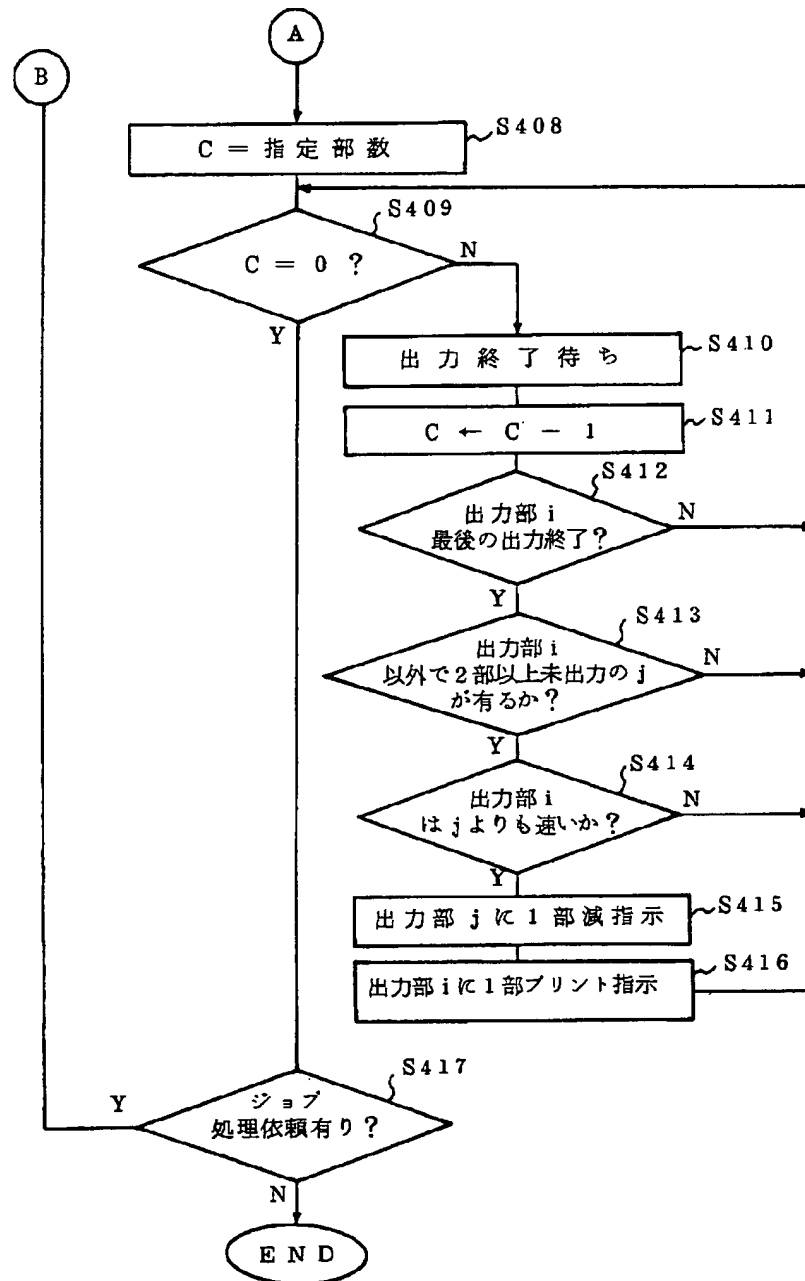 A
B
S408
C = 指定部数
S409
C = 0 ?
N
Y
出力終了待ち
S410
C ← C - 1
S411
S412
出力部 i
最後の出力終了?
N
Y
S413
出力部 i
以外で2部以上未出力の j
が有るか?
N
Y
S414
出力部 i
は j よりも速いか?
N
Y
出力部 j に1部減指示
S415
出力部 i に1部プリント指示
S416
S417
ジョブ
処理依頼有り?
Y
N
END